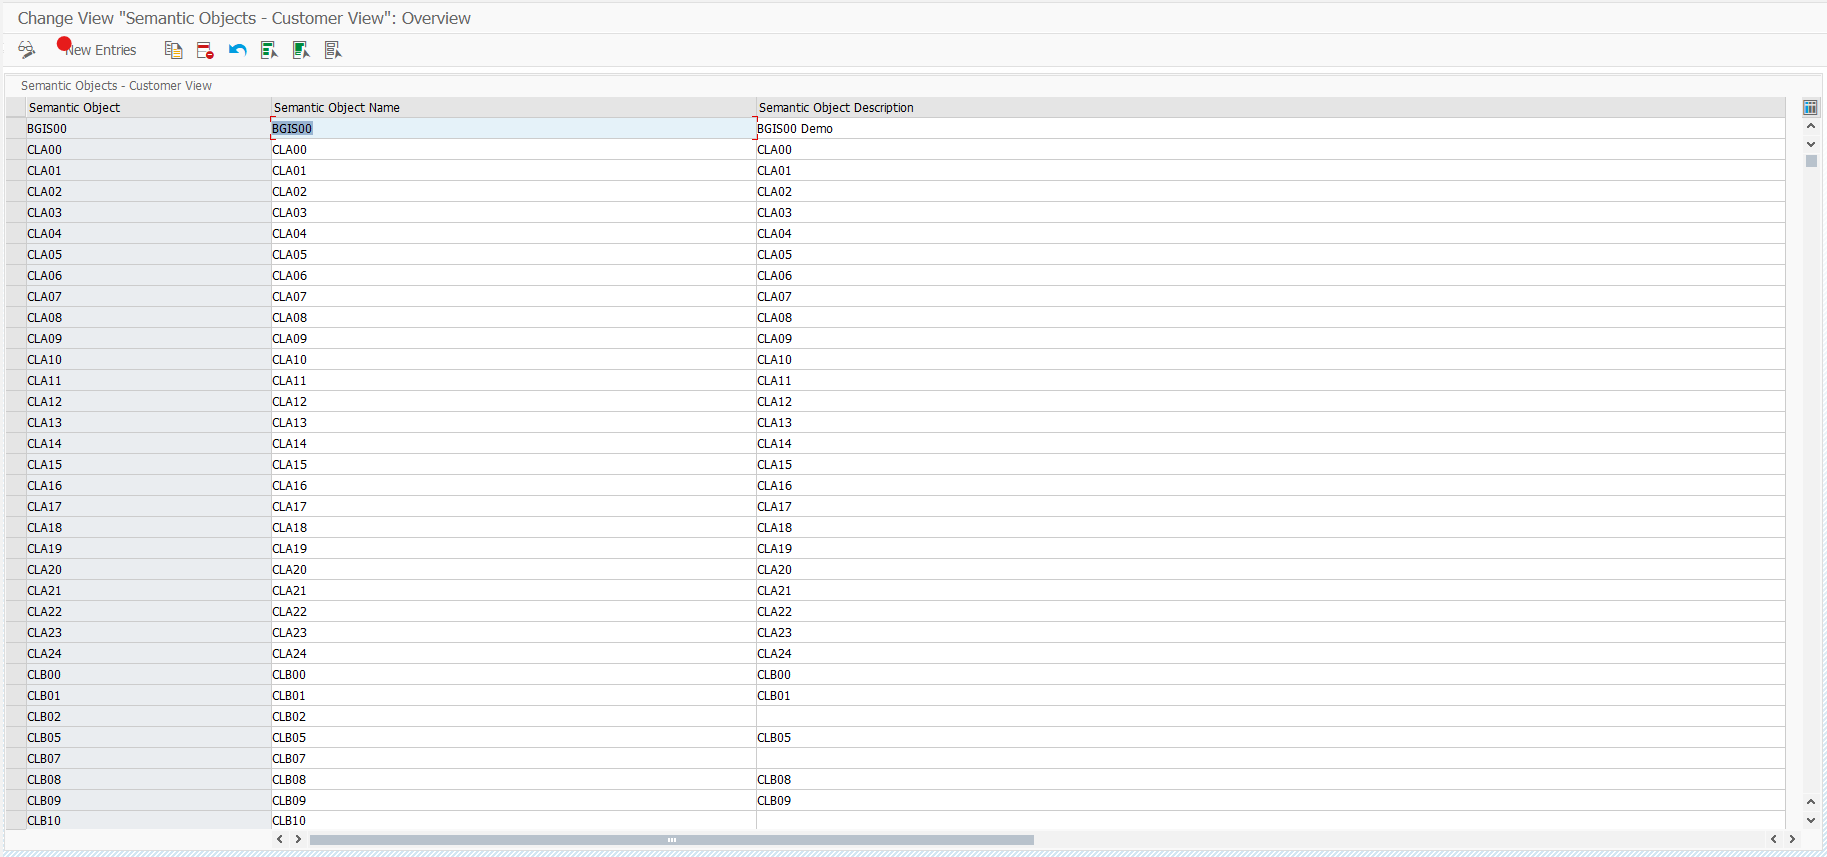 Change View "Semantic Objects - Customer View": Overview
New Entries
Semantic Objects - Customer View
Semantic Object Semantic Object Name Semantic Object Description
BGIS00 BGIS00 BGIS00 Demo
CLA00 CLA00 CLA00
CLA01 CLA01 CLA01
CLA02 CLA02 CLA02
CLA03 CLA03 CLA03
CLA04 CLA04 CLA04
CLA05 CLA05 CLA05
CLA06 CLA06 CLA06
CLA07 CLA07 CLA07
CLA08 CLA08 CLA08
CLA09 CLA09 CLA09
CLA10 CLA10 CLA10
CLA11 CLA11 CLA11
CLA12 CLA12 CLA12
CLA13 CLA13 CLA13
CLA14 CLA14 CLA14
CLA15 CLA15 CLA15
CLA16 CLA16 CLA16
CLA17 CLA17 CLA17
CLA18 CLA18 CLA18
CLA19 CLA19 CLA19
CLA20 CLA20 CLA20
CLA21 CLA21 CLA21
CLA22 CLA22 CLA22
CLA23 CLA23 CLA23
CLA24 CLA24 CLA24
CLB00 CLB00 CLB00
CLB01 CLB01 CLB01
CLB02 CLB02
CLB05 CLB05 CLB05
CLB07 CLB07
CLB08 CLB08 CLB08
CLB09 CLB09 CLB09
CLB10 CLB10